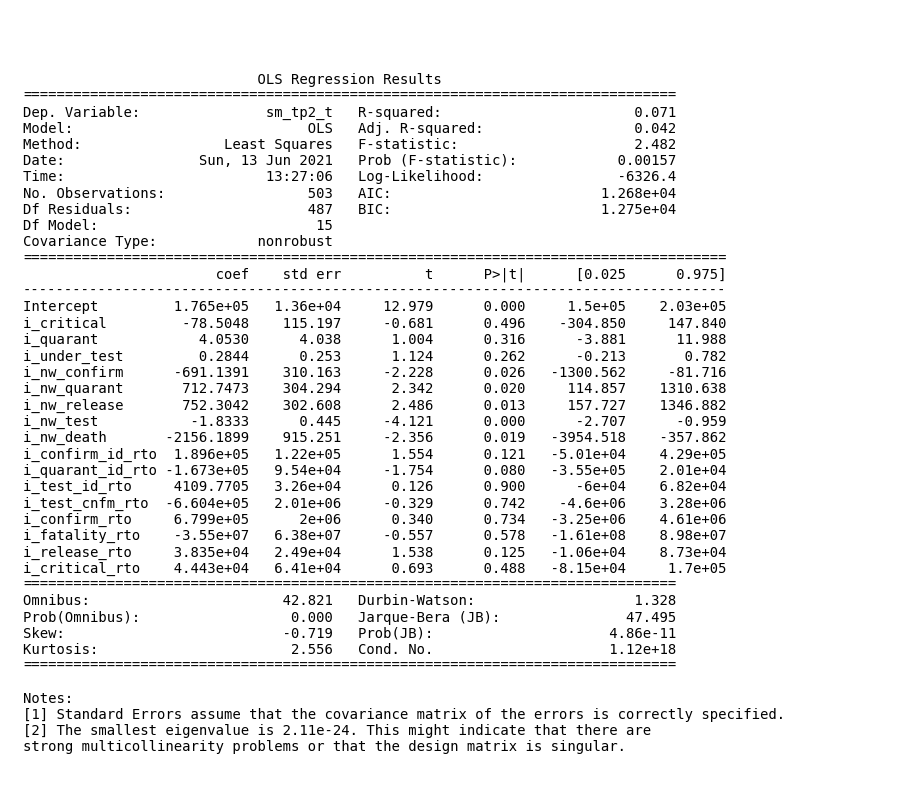 OLS Regression Results
==============================================================================
Dep. Variable:               sm_tp2_t   R-squared:                       0.071
Model:                            OLS   Adj. R-squared:                  0.042
Method:                 Least Squares   F-statistic:                     2.482
Date:                Sun, 13 Jun 2021   Prob (F-statistic):            0.00157
Time:                        13:27:06   Log-Likelihood:                -6326.4
No. Observations:                 503   AIC:                         1.268e+04
Df Residuals:                     487   BIC:                         1.275e+04
Df Model:                          15
Covariance Type:            nonrobust
====================================================================================
                       coef    std err          t      P>|t|      [0.025      0.975]
------------------------------------------------------------------------------------
Intercept         1.765e+05   1.36e+04     12.979      0.000     1.5e+05    2.03e+05
i_critical         -78.5048    115.197     -0.681      0.496    -304.850     147.840
i_quarant            4.0530      4.038      1.004      0.316      -3.881      11.988
i_under_test         0.2844      0.253      1.124      0.262      -0.213       0.782
i_nw_confirm      -691.1391    310.163     -2.228      0.026   -1300.562     -81.716
i_nw_quarant       712.7473    304.294      2.342      0.020     114.857    1310.638
i_nw_release       752.3042    302.608      2.486      0.013     157.727    1346.882
i_nw_test           -1.8333      0.445     -4.121      0.000      -2.707      -0.959
i_nw_death       -2156.1899    915.251     -2.356      0.019   -3954.518    -357.862
i_confirm_id_rto  1.896e+05   1.22e+05      1.554      0.121   -5.01e+04    4.29e+05
i_quarant_id_rto -1.673e+05   9.54e+04     -1.754      0.080   -3.55e+05    2.01e+04
i_test_id_rto     4109.7705   3.26e+04      0.126      0.900      -6e+04    6.82e+04
i_test_cnfm_rto  -6.604e+05   2.01e+06     -0.329      0.742    -4.6e+06    3.28e+06
i_confirm_rto     6.799e+05      2e+06      0.340      0.734   -3.25e+06    4.61e+06
i_fatality_rto    -3.55e+07   6.38e+07     -0.557      0.578   -1.61e+08    8.98e+07
i_release_rto     3.835e+04   2.49e+04      1.538      0.125   -1.06e+04    8.73e+04
i_critical_rto    4.443e+04   6.41e+04      0.693      0.488   -8.15e+04     1.7e+05
==============================================================================
Omnibus:                       42.821   Durbin-Watson:                   1.328
Prob(Omnibus):                  0.000   Jarque-Bera (JB):               47.495
Skew:                          -0.719   Prob(JB):                     4.86e-11
Kurtosis:                       2.556   Cond. No.                     1.12e+18
==============================================================================
Notes:
[1] Standard Errors assume that the covariance matrix of the errors is correctly specified.
[2] The smallest eigenvalue is 2.11e-24. This might indicate that there are
strong multicollinearity problems or that the design matrix is singular.